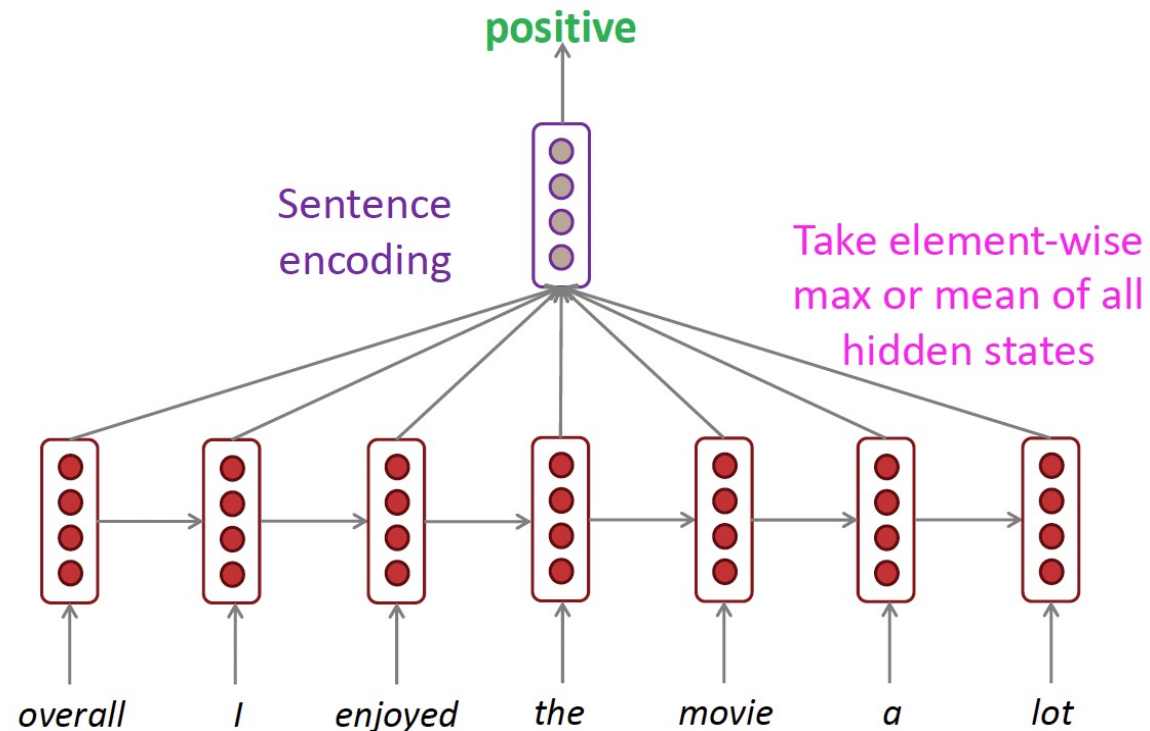 positive
Sentence
encoding
Take element-wise
max or mean of all
hidden states
overall I enjoyed the movie a lot